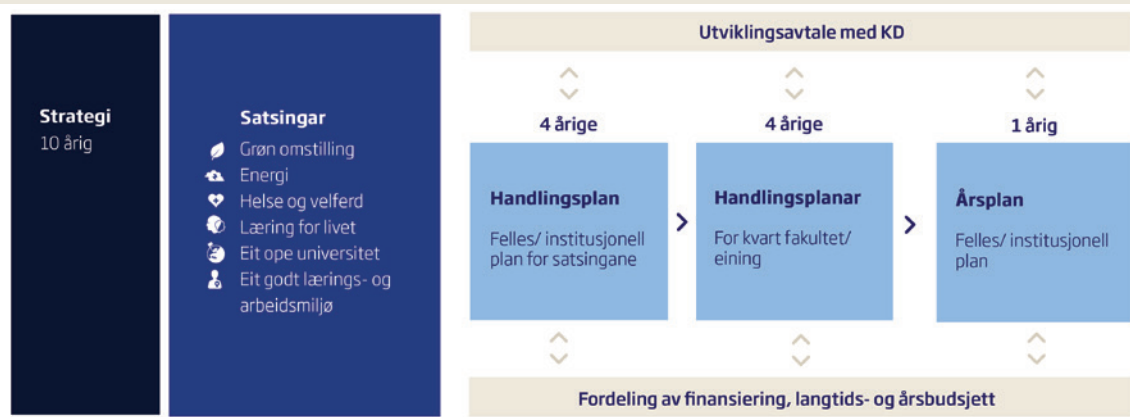 Strategi
10 årig
Satsingar
Grøn omstilling
Energi
Helse og velferd
Læring for livet
Eit ope universitet
Eit godt lærings- og
arbeidsmiljø
Utviklingsavtale med KD
4 årige
4 årige
1 årig
Handlingsplan
Felles/ institusjonell
plan for satsingane
Handlingsplanar
For kvart fakultet/
eining
Årsplan
Felles/ institusjonell
plan
Fordeling av finansiering, langtids- og årsbudsjett